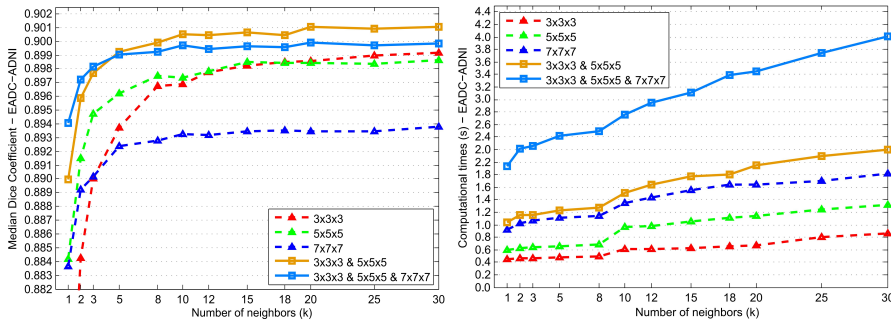 0.902
0.901
0.900
0.899
0.898
0.897
0.896
0.895
0.894
0.893
0.892
0.891
0.890
0.889
0.888
0.887
0.886
0.885
0.884
0.883
0.882
Median Dice Coefficient − EADC−ADNI
3x3x3
5x5x5
7x7x7
3x3x3 & 5x5x5
3x3x3 & 5x5x5 & 7x7x7
1 2 3 5 8 10 12 15 18 20 25 30
Number of neighbors (k)
4.4
4.2
4.0
3.8
3.6
3.4
3.2
3.0
2.8
2.6
2.4
2.2
2.0
1.8
1.6
1.4
1.2
1.0
0.8
0.6
0.4
0.2
0.0
Computational times (s) − EADC−ADNI
3x3x3
5x5x5
7x7x7
3x3x3 & 5x5x5
3x3x3 & 5x5x5 & 7x7x7
1 2 3 5 8 10 12 15 18 20 25 30
Number of neighbors (k)